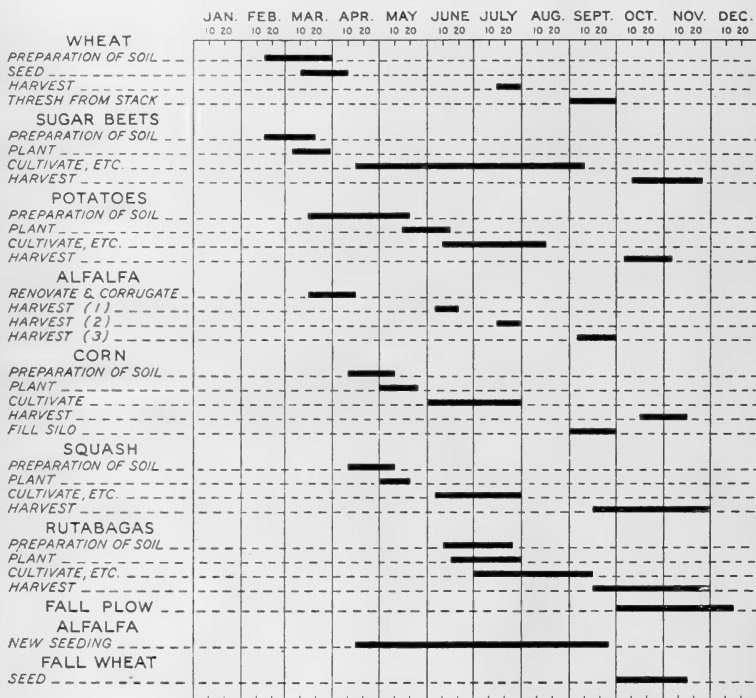 JAN. FEB. MAR. APR. MAY JUNE JULY AUG. SEPT. OCT. NOV. DEC.
10 20 10 20 10 20 10 20 10 20 10 20 10 20 10 20 10 20 10 20 10 20 10 20
WHEAT
PREPARATION OF SOIL
SEED
HARVEST
THRESH FROM STACK
SUGAR BEETS
PREPARATION OF SOIL
PLANT
CULTIVATE, ETC.
HARVEST
POTATOES
PREPARATION OF SOIL
PLANT
CULTIVATE, ETC.
HARVEST
ALFALFA
RENOVATE & CORRUGATE
HARVEST (1)
HARVEST (2)
HARVEST (3)
CORN
PREPARATION OF SOIL
PLANT
CULTIVATE
HARVEST
FILL SILO
SQUASH
PREPARATION OF SOIL
PLANT
CULTIVATE, ETC.
HARVEST
RUTABAGAS
PREPARATION OF SOIL
PLANT
CULTIVATE, ETC.
HARVEST
FALL PLOW
ALFALFA
NEW SEEDING
FALL WHEAT
SEED